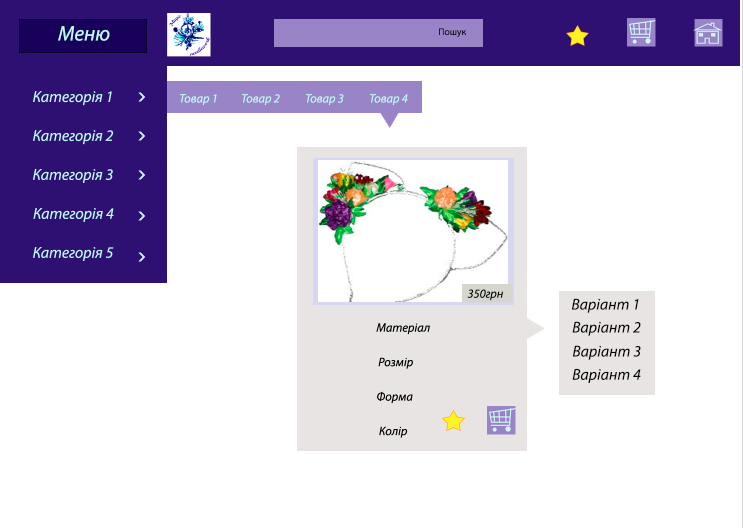 Меню
Пошук
Категорія 1
Категорія 2
Категорія 3
Категорія 4
Категорія 5
Товар 1
Товар 2
Товар 3
Товар 4
350грн
Матеріал
Розмір
Форма
Колір
Варіант 1
Варіант 2
Варіант 3
Варіант 4